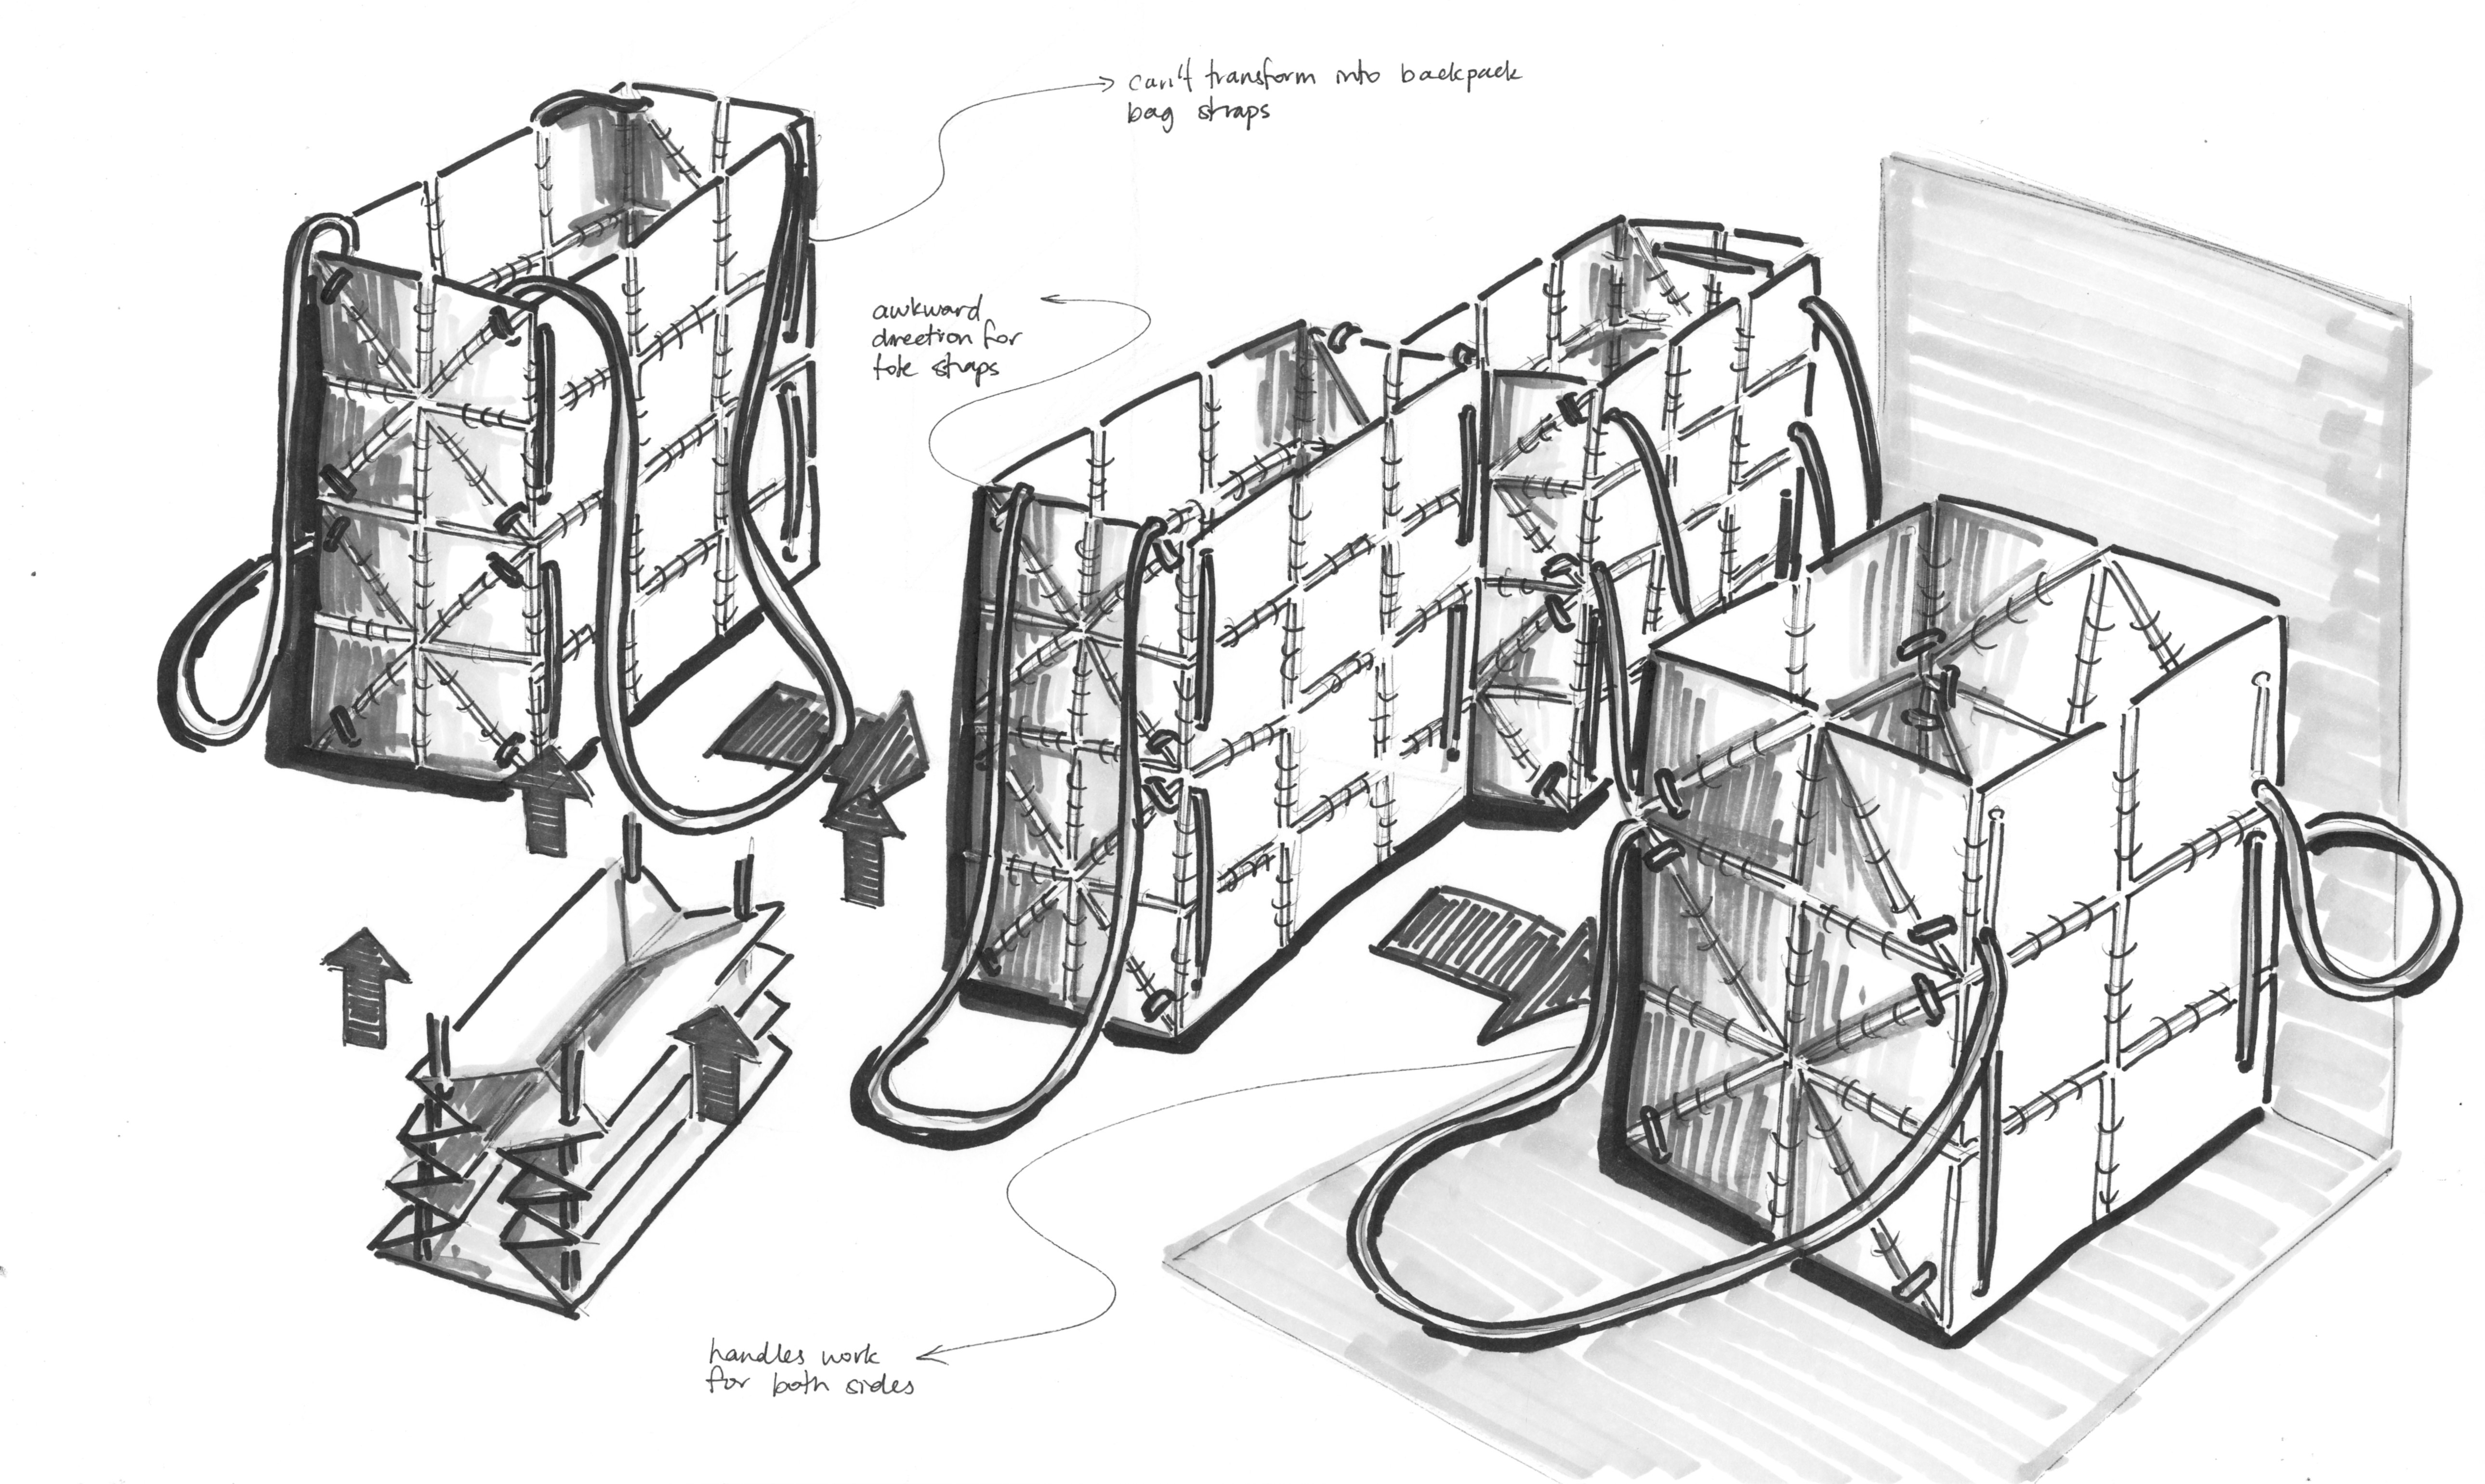 can't transform into backpack
bag straps
awkward
direction for
tote straps
handles work
for both sides